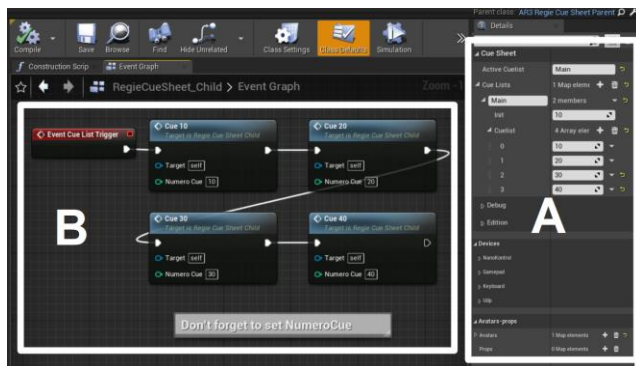 Parent class: AR3 Regie Cue Sheet Parent
Compile
Save
Browse
Find
Hide Unrelated
Class Settings
Class Defaults
Simulation
Details
Construction Scrip
Event Graph
RegieCueSheet_Child > Event Graph
Zoom -1
Event Cue List Trigger
Cue 10
Target is Regie Cue Sheet Child
Target self
Numero Cue 10
Cue 20
Target is Regie Cue Sheet Child
Target self
Numero Cue 20
Cue 30
Target is Regie Cue Sheet Child
Target self
Numero Cue 30
Cue 40
Target is Regie Cue Sheet Child
Target self
Numero Cue 40
Don't forget to set NumeroCue
B
Cue Sheet
Active Cuelist Main
Cue Lists 1 Map elem
Main 2 members
Init 10
Cuelist 4 Array eler
0 10
1 20
2 30
3 40
Debug
Edition
A
Devices
NanoKontrol
Gamepad
Keyboard
Udp
Avatars-props
Avatars 1 Map elements
Props 0 Map elements